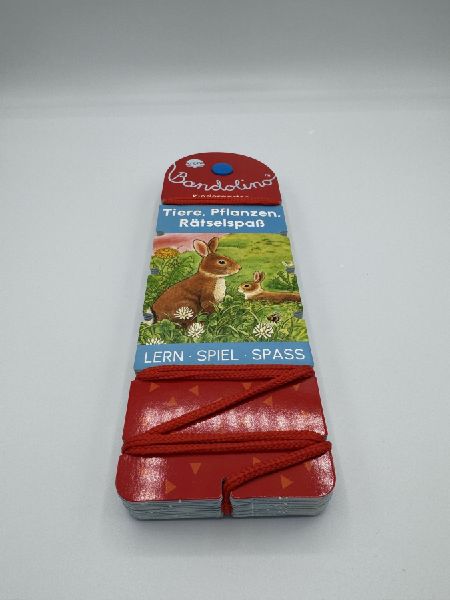 Bandolino
Tiere, Pflanzen,
Rätselspaß
LERN · SPIEL · SPASS